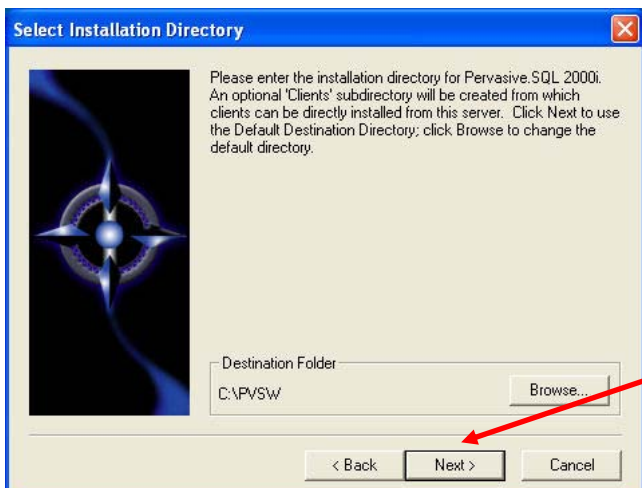 Select Installation Directory
Please enter the installation directory for Pervasive.SQL 2000i.
An optional 'Clients' subdirectory will be created from which
clients can be directly installed from this server. Click Next to use
the Default Destination Directory; click Browse to change the
default directory.
Destination Folder
C:\PVSW
Browse...
< Back
Next >
Cancel